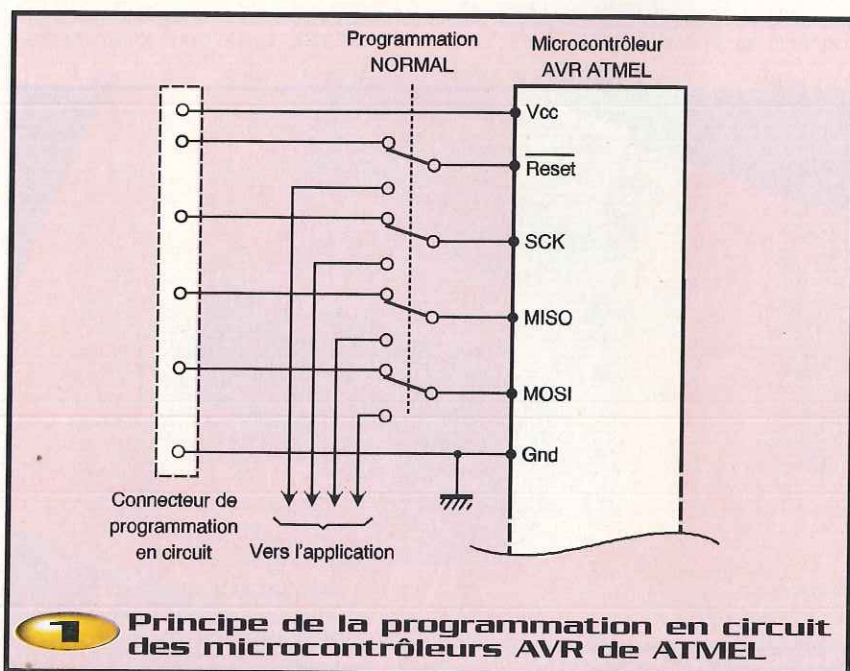 Programmation
NORMAL
Microcontrôleur
AVR ATMEL
Vcc
Reset
SCK
MISO
MOSI
Gnd
Connecteur de
programmation
en circuit
Vers l'application
1
Principe de la programmation en circuit
des microcontrôleurs AVR de ATMEL